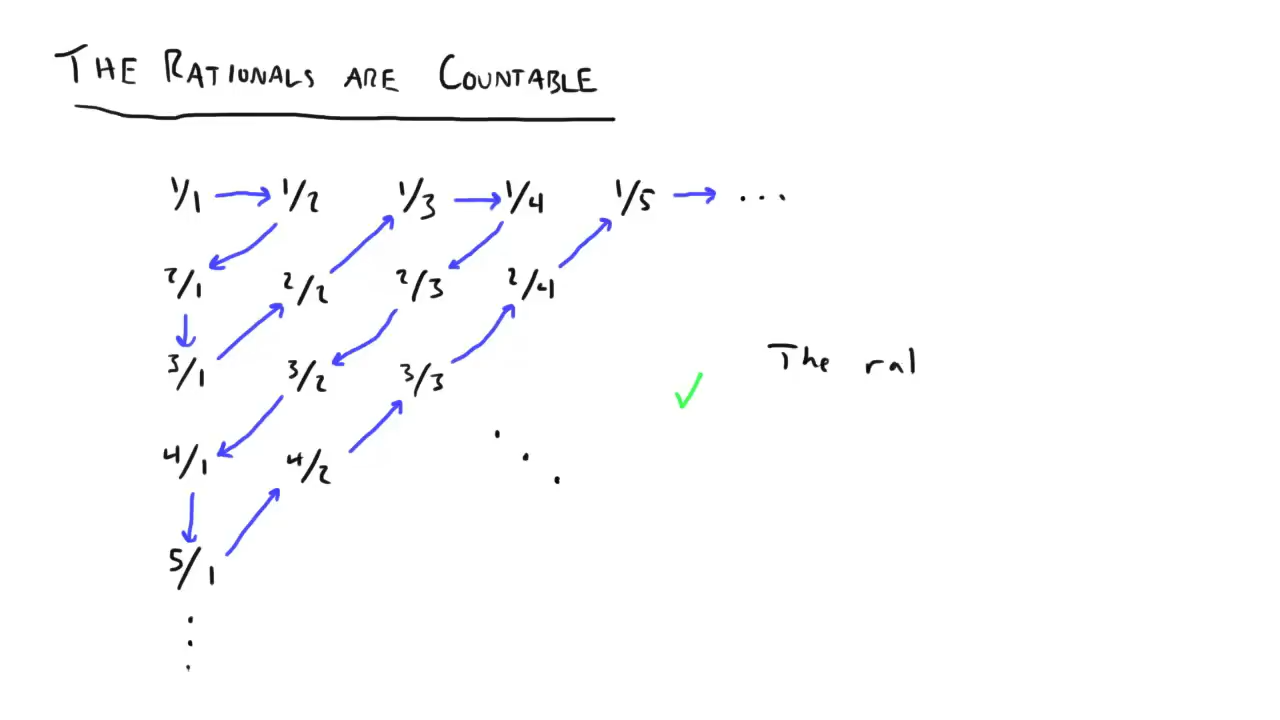 THE RATIONALS ARE COUNTABLE
1/1 1/2 1/3 1/4 1/5 ...
2/1 2/2 2/3 2/4
The ral
3/1 3/2 3/3
4/1 4/2
5/1